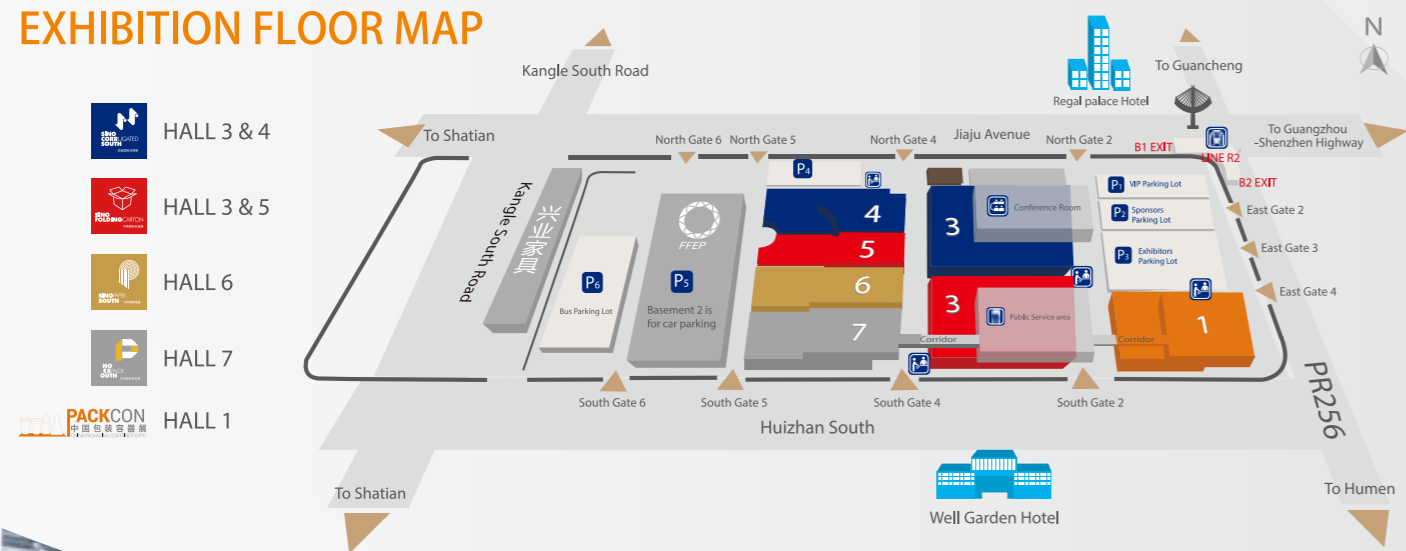 EXHIBITION FLOOR MAP
N
Kangle South Road
Regal palace Hotel
To Guancheng
SINO
CORRUGATED
SOUTH
HALL 3 & 4
To Shatian
North Gate 6
North Gate 5
North Gate 4
Jiaju Avenue
North Gate 2
B1 EXIT
LINE R2
To Guangzhou
-Shenzhen Highway
B2 EXIT
SINO
FOLDINGCARTON
HALL 3 & 5
Kangle South Road
兴业家具
FFEP
P4
4
5
3
Conference Room
P1 VIP Parking Lot
P2 Sponsors
Parking Lot
P3 Exhibitors
Parking Lot
East Gate 2
East Gate 3
East Gate 4
SOUTH
HALL 6
P6
Bus Parking Lot
P5
Basement 2 is
for car parking
6
7
3
Public Service area
1
Corridor
Corridor
HALL 7
PACKCON
中国包装容器展
HALL 1
South Gate 6
South Gate 5
South Gate 4
South Gate 2
Huizhan South
PR256
To Shatian
Well Garden Hotel
To Humen